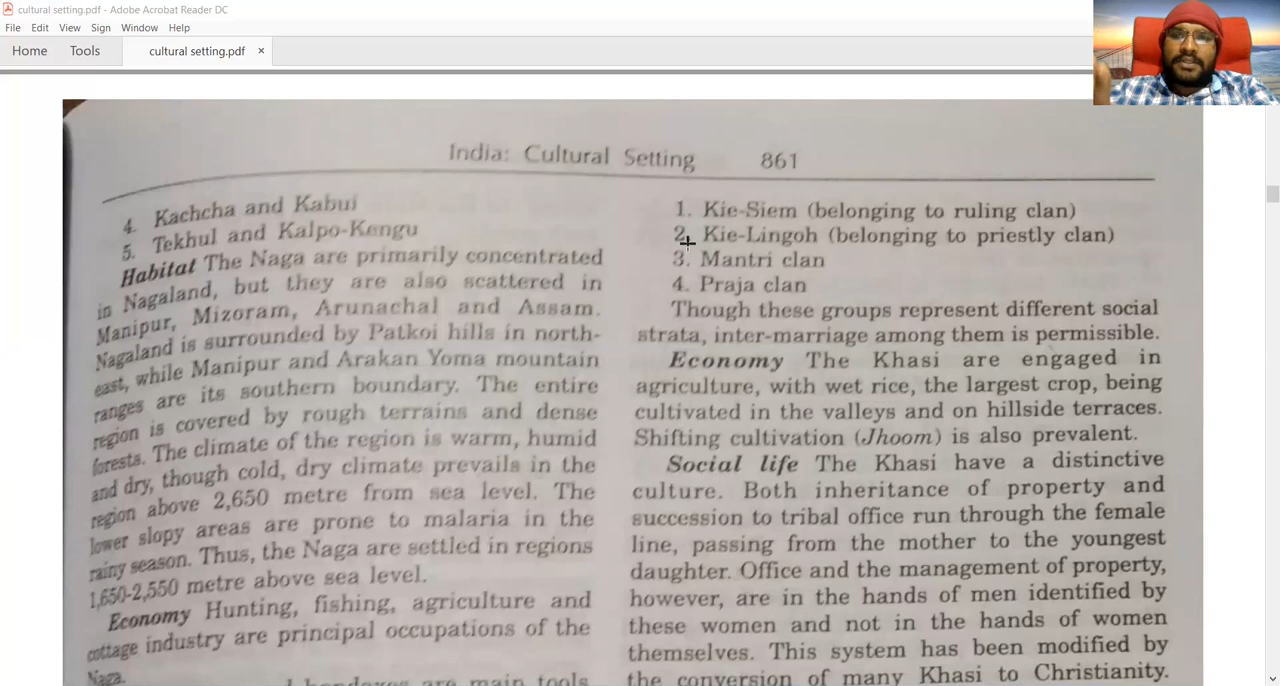 cultural setting.pdf - Adobe Acrobat Reader DC
File Edit View Sign Window Help
Home Tools cultural setting.pdf ×
India: Cultural Setting 861
4. Kachcha and Kabui
5. Tekhul and Kalpo-Kengu
Habitat The Naga are primarily concentrated
in Nagaland, but they are also scattered in
Manipur, Mizoram, Arunachal and Assam.
Nagaland is surrounded by Patkoi hills in north-
east, while Manipur and Arakan Yoma mountain
ranges are its southern boundary. The entire
region is covered by rough terrains and dense
forests. The climate of the region is warm, humid
and dry, though cold, dry climate prevails in the
region above 2,650 metre from sea level. The
lower slopy areas are prone to malaria in the
rainy season. Thus, the Naga are settled in regions
1,650-2,550 metre above sea level.
Economy Hunting, fishing, agriculture and
cottage industry are principal occupations of the
Naga.
are main tools
1. Kie-Siem (belonging to ruling clan)
2. Kie-Lingoh (belonging to priestly clan)
3. Mantri clan
4. Praja clan
Though these groups represent different social
strata, inter-marriage among them is permissible.
Economy The Khasi are engaged in
agriculture, with wet rice, the largest crop, being
cultivated in the valleys and on hillside terraces.
Shifting cultivation (Jhoom) is also prevalent.
Social life The Khasi have a distinctive
culture. Both inheritance of property and
succession to tribal office run through the female
line, passing from the mother to the youngest
daughter. Office and the management of property,
however, are in the hands of men identified by
these women and not in the hands of women
themselves. This system has been modified by
the conversion of many Khasi to Christianity.